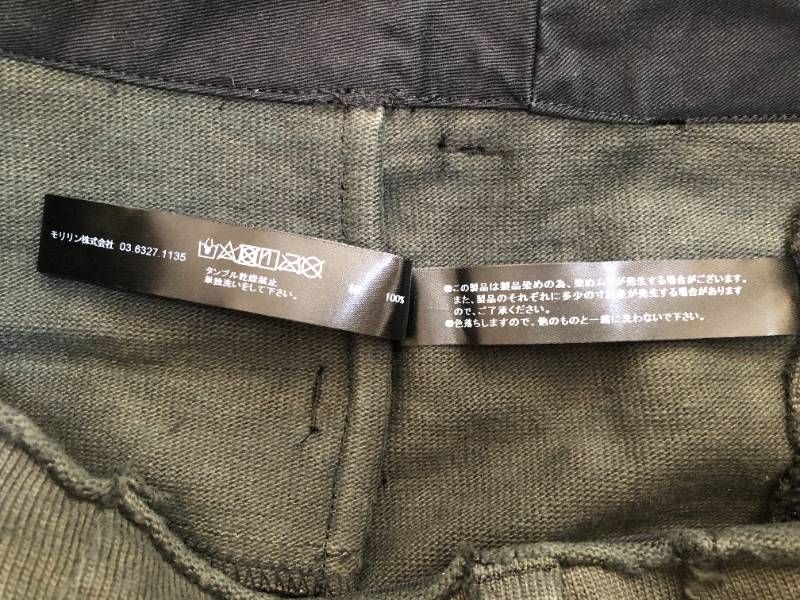 モリリン株式会社 03.6327.1135
タンブル乾燥禁止
単独洗いをして下さい。
100%
●この製品は製品染めの為、染めムラが発生する場合がございます。
また、製品のそれぞれに多少の寸法差が発生する場合があります
ので、ご了承ください。
●色落ちしますので、他のものと一緒に洗わないで下さい。